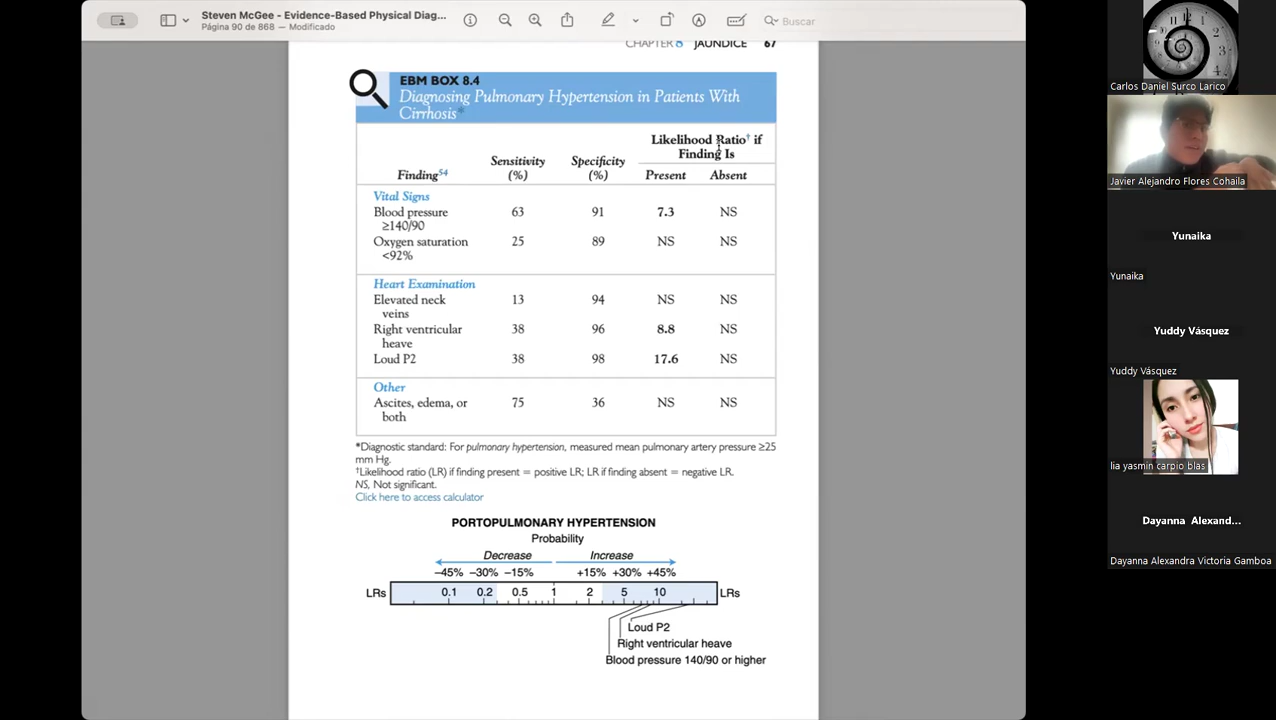 Steven McGee - Evidence-Based Physical Diag...
Página 90 de 868 – Modificado
Buscar
CHAPTER 8 JAUNDICE 67
EBM BOX 8.4
Diagnosing Pulmonary Hypertension in Patients With
Cirrhosis*
Likelihood Ratio† if
Finding Is
Finding54 Sensitivity (%) Specificity (%) Present Absent
Vital Signs
Blood pressure 63 91 7.3 NS
≥140/90
Oxygen saturation 25 89 NS NS
<92%
Heart Examination
Elevated neck 13 94 NS NS
veins
Right ventricular 38 96 8.8 NS
heave
Loud P2 38 98 17.6 NS
Other
Ascites, edema, or 75 36 NS NS
both
*Diagnostic standard: For pulmonary hypertension, measured mean pulmonary artery pressure ≥25
mm Hg.
†Likelihood ratio (LR) if finding present = positive LR; LR if finding absent = negative LR.
NS, Not significant.
Click here to access calculator
PORTOPULMONARY HYPERTENSION
Probability
Decrease Increase
–45% –30% –15% +15% +30% +45%
LRs 0.1 0.2 0.5 1 2 5 10 LRs
Loud P2
Right ventricular heave
Blood pressure 140/90 or higher
12
Carlos Daniel Surco Larico
Javier Alejandro Flores Cohaila
Yunaika
Yunaika
Yuddy Vásquez
Yuddy Vásquez
lia yasmin carpio blas
Dayanna Alexand...
Dayanna Alexandra Victoria Gamboa